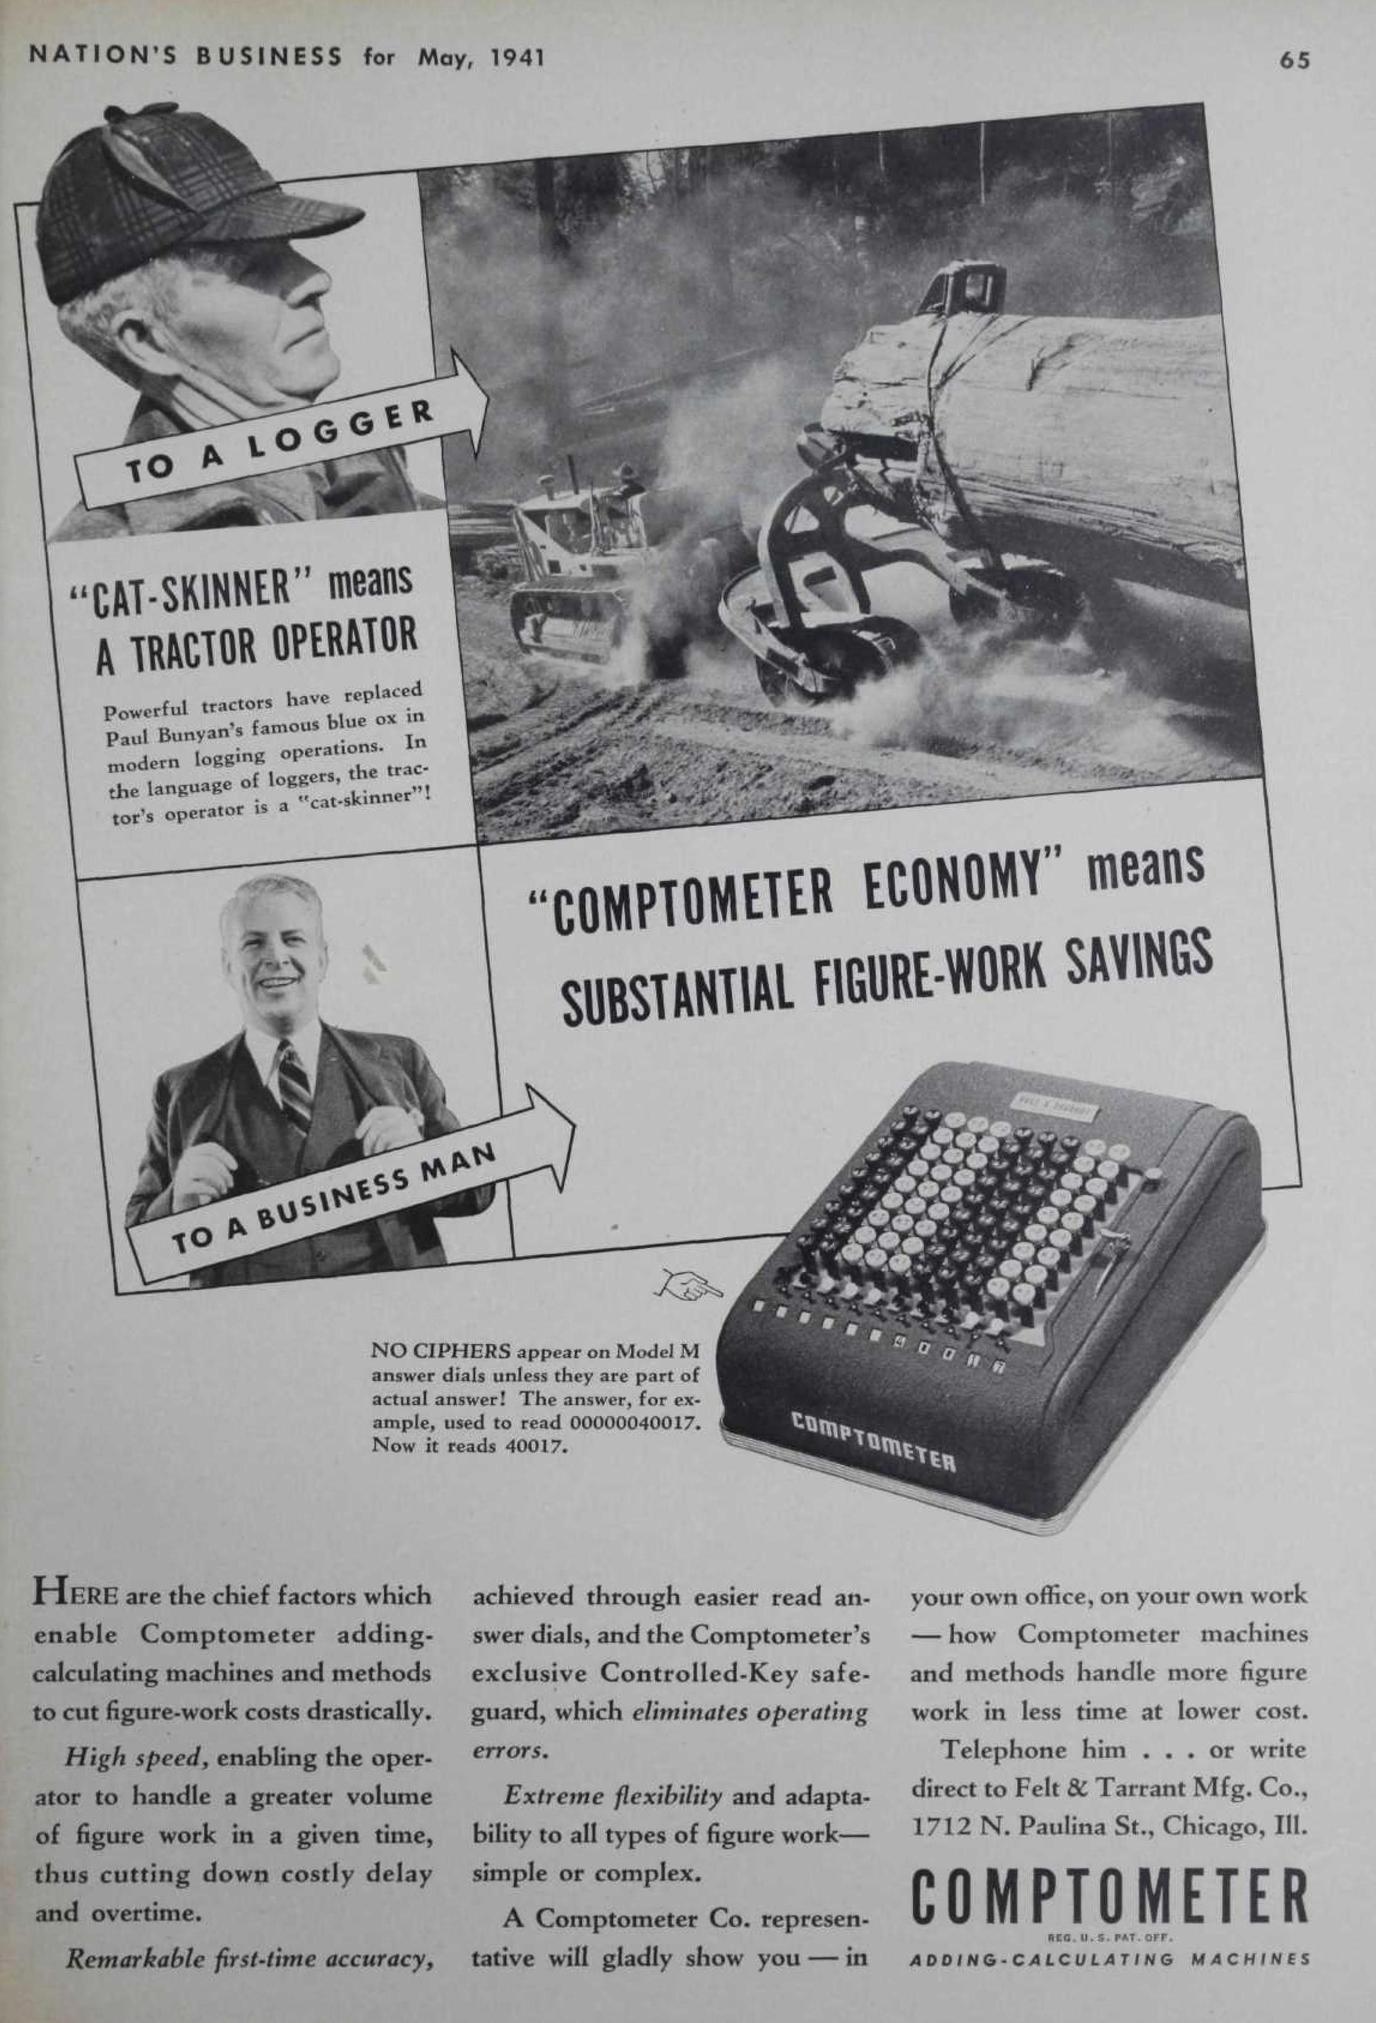 NATION'S BUSINESS for May, 1941
65
TO A LOGGER
"CAT-SKINNER" means
A TRACTOR OPERATOR
Powerful tractors have replaced
Paul Bunyan's famous blue ox in
modern logging operations. In
the language of loggers, the trac-
tor's operator is a "cat-skinner"!
"COMPTOMETER ECONOMY" means
SUBSTANTIAL FIGURE-WORK SAVINGS
TO A BUSINESS MAN
NO CIPHERS appear on Model M
answer dials unless they are part of
actual answer! The answer, for ex-
ample, used to read 00000040017.
Now it reads 40017.
40017
COMPTOMETER
HERE are the chief factors which
enable Comptometer adding-
calculating machines and methods
to cut figure-work costs drastically.
High speed, enabling the oper-
ator to handle a greater volume
of figure work in a given time,
thus cutting down costly delay
and overtime.
Remarkable first-time accuracy,
achieved through easier read an-
swer dials, and the Comptometer's
exclusive Controlled-Key safe-
guard, which eliminates operating
errors.
Extreme flexibility and adapta-
bility to all types of figure work—
simple or complex.
A Comptometer Co. represen-
tative will gladly show you — in
your own office, on your own work
— how Comptometer machines
and methods handle more figure
work in less time at lower cost.
Telephone him . . . or write
direct to Felt & Tarrant Mfg. Co.,
1712 N. Paulina St., Chicago, Ill.
COMPTOMETER
REG. U. S. PAT. OFF.
ADDING-CALCULATING MACHINES